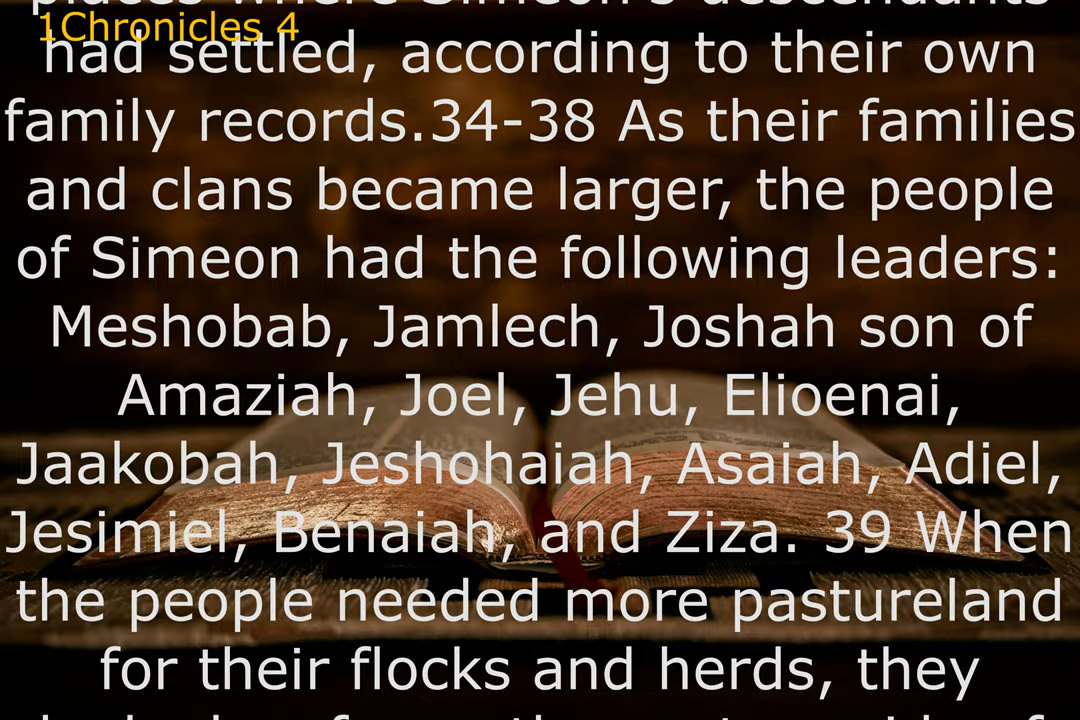 places where Simeon's descendants
1Chronicles 4
had settled, according to their own
family records.34-38 As their families
and clans became larger, the people
of Simeon had the following leaders:
Meshobab, Jamlech, Joshah son of
Amaziah, Joel, Jehu, Elioenai,
Jaakobah, Jeshohaiah, Asaiah, Adiel,
Jesimiel, Benaiah, and Ziza. 39 When
the people needed more pastureland
for their flocks and herds, they